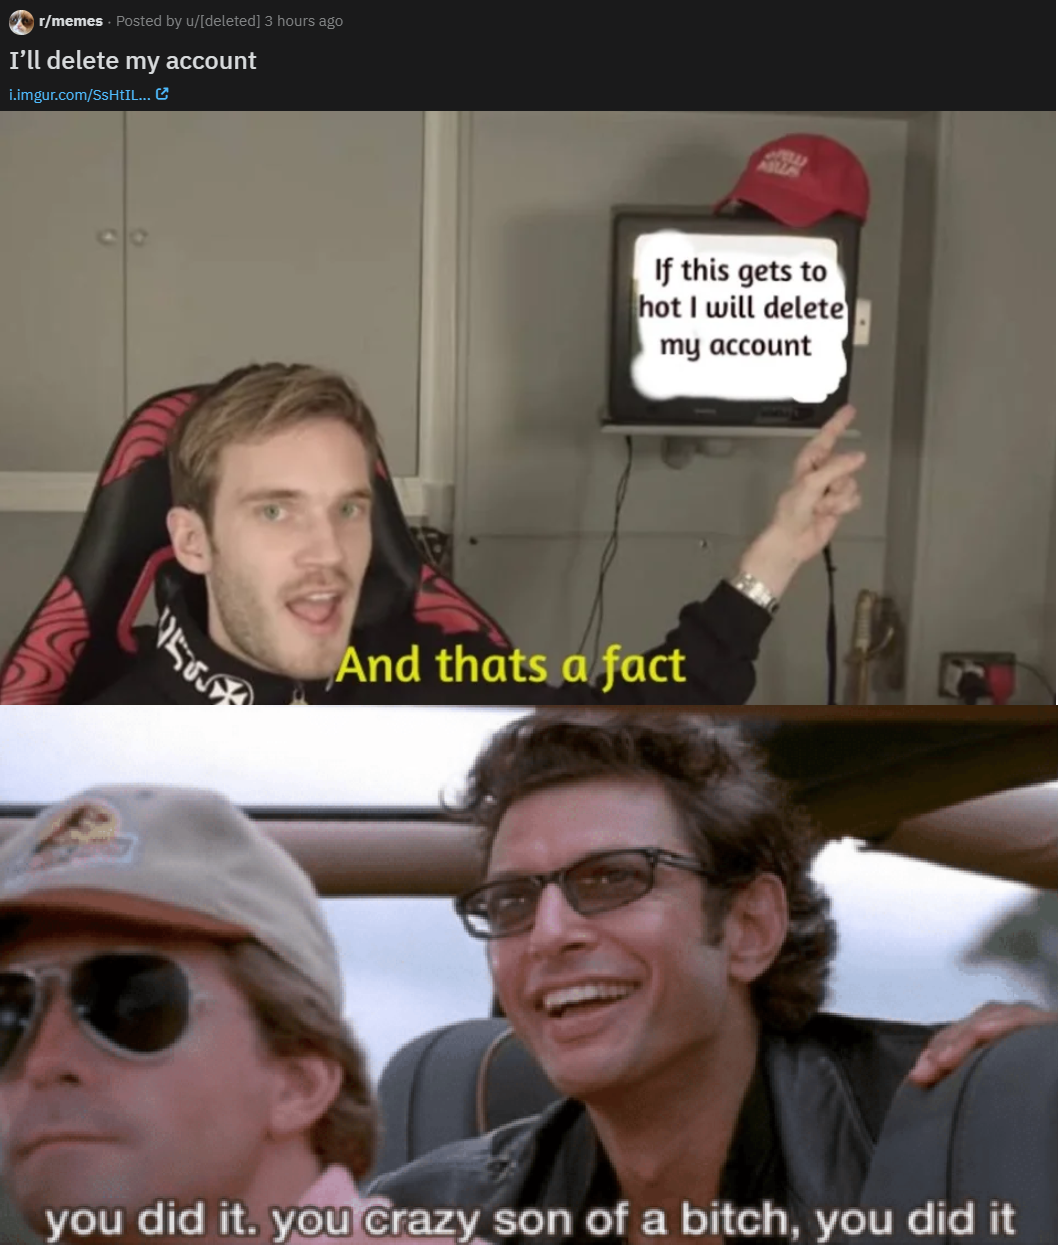 r/memes · Posted by u/[deleted] 3 hours ago
I’ll delete my account
i.imgur.com/SsHtIL...
If this gets to
hot I will delete
my account
And thats a fact
you did it. you crazy son of a bitch, you did it